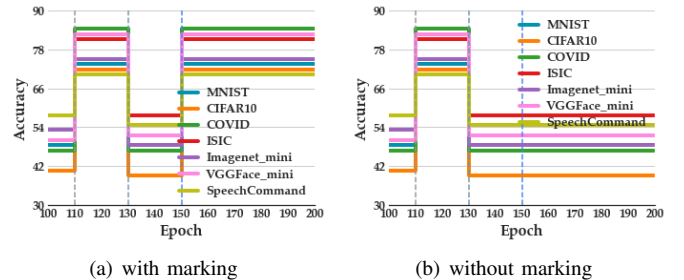 90
78
66
54
42
30
Accuracy
MNIST
CIFAR10
COVID
ISIC
Imagenet_mini
VGGFace_mini
SpeechCommand
100 110 120 130 140 150 160 170 180 190 200
Epoch
(a) with marking
90
78
66
54
42
30
Accuracy
MNIST
CIFAR10
COVID
ISIC
Imagenet_mini
VGGFace_mini
SpeechCommand
100 110 120 130 140 150 160 170 180 190 200
Epoch
(b) without marking